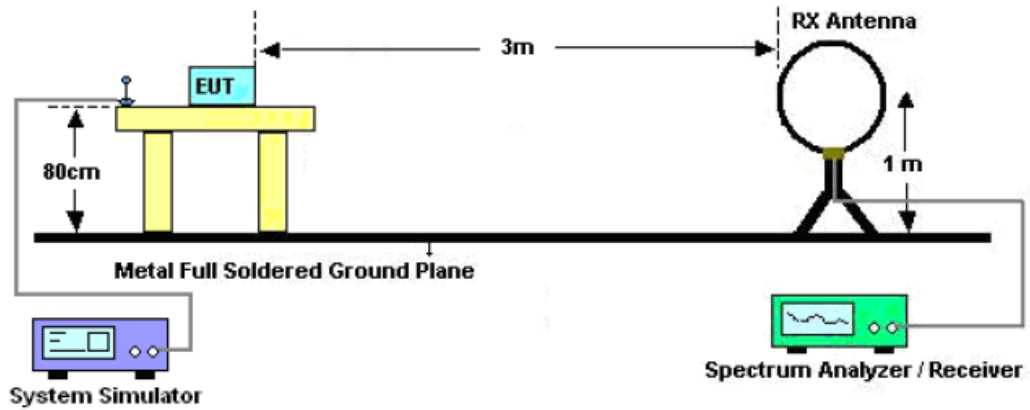 RX Antenna
3m
EUT
80cm
1 m
Metal Full Soldered Ground Plane
System Simulator
Spectrum Analyzer / Receiver